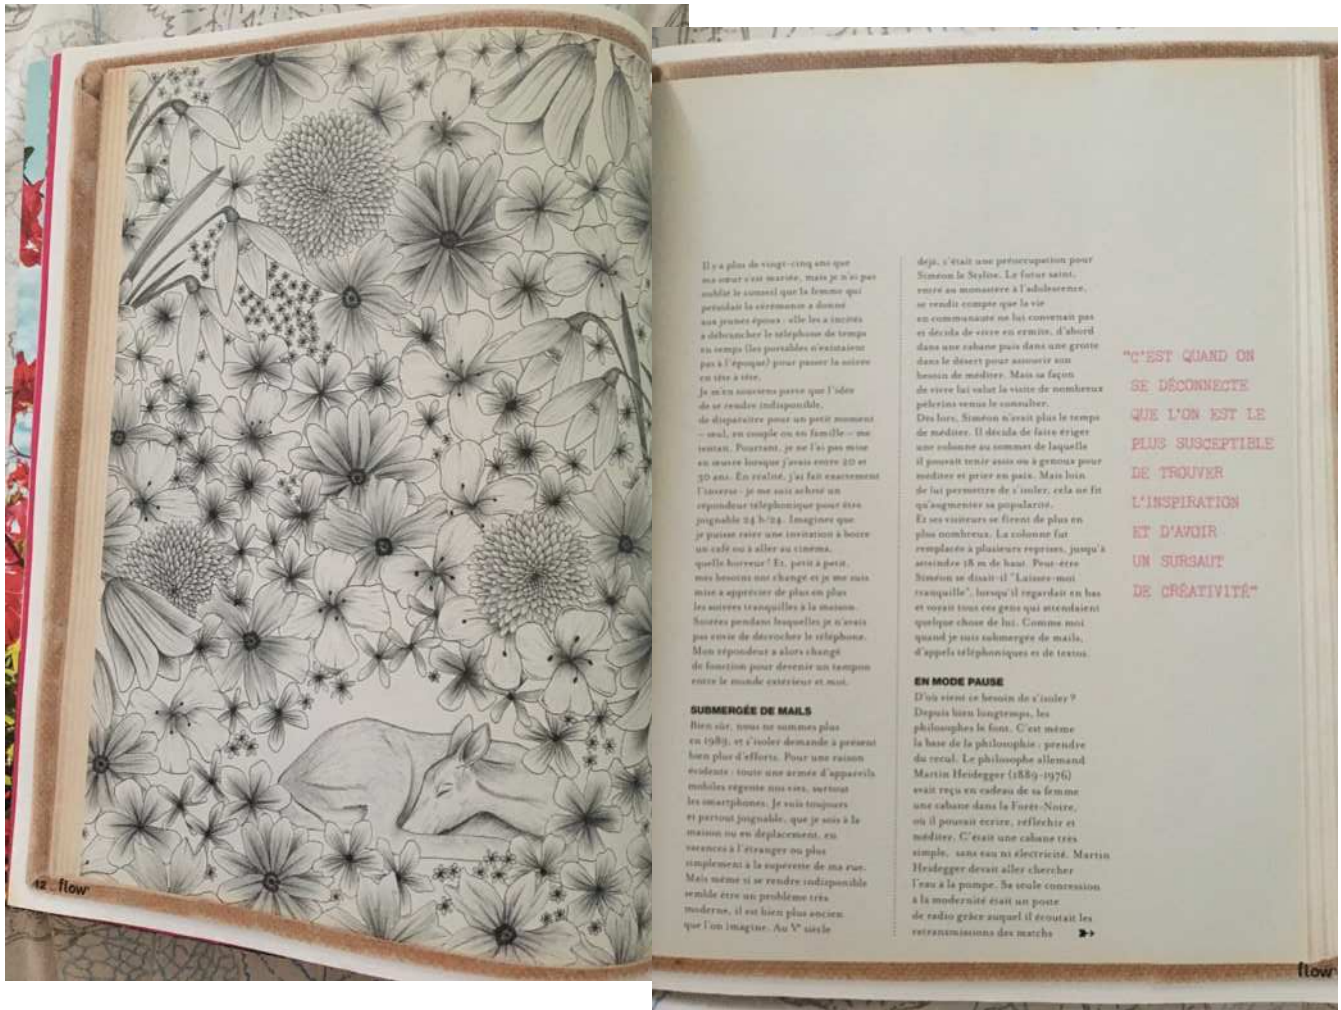 12 . flow
Il y a plus de vingt-cinq ans que
ma sœur s'est mariée, mais je n'ai pas
oublié le conseil que la femme qui
présidait la cérémonie a donné
aux jeunes époux : elle les a incités
à débrancher le téléphone de temps
en temps (les portables n'existaient
pas à l'époque) pour passer la soirée
en tête à tête.
Je m'en souviens parce que l'idée
de se rendre indisponible,
de disparaître pour un petit moment
– seul, en couple ou en famille – me
tentait. Pourtant, je ne l'ai pas mise
en œuvre lorsque j'avais entre 20 et
30 ans. En réalité, j'ai fait exactement
l'inverse : je me suis acheté un
répondeur téléphonique pour être
joignable 24 h/24. Imaginez que
je puisse rater une invitation à boire
un café ou à aller au cinéma,
quelle horreur ! Et, petit à petit,
mes besoins ont changé et je me suis
mise à apprécier de plus en plus
les soirées tranquilles à la maison.
Soirées pendant lesquelles je n'avais
pas envie de décrocher le téléphone.
Mon répondeur a alors changé
de fonction pour devenir un tampon
entre le monde extérieur et moi.
SUBMERGÉE DE MAILS
Bien sûr, nous ne sommes plus
en 1989, et s'isoler demande à présent
bien plus d'efforts. Pour une raison
évidente : toute une armée d'appareils
mobiles régente nos vies, surtout
les smartphones. Je suis toujours
et partout joignable, que je sois à la
maison ou en déplacement, en
vacances à l'étranger ou plus
simplement à la supérette de ma rue.
Mais même si se rendre indisponible
semble être un problème très
moderne, il est bien plus ancien
que l'on imagine. Au Ve siècle
déjà, c'était une préoccupation pour
Siméon le Stylite. Le futur saint,
entré au monastère à l'adolescence,
se rendit compte que la vie
en communauté ne lui convenait pas
et décida de vivre en ermite, d'abord
dans une cabane puis dans une grotte
dans le désert pour assouvir son
besoin de méditer. Mais sa façon
de vivre lui valut la visite de nombreux
pèlerins venus le consulter.
Dès lors, Siméon n'avait plus le temps
de méditer. Il décida de faire ériger
une colonne au sommet de laquelle
il pouvait tenir assis ou à genoux pour
méditer et prier en paix. Mais loin
de lui permettre de s'isoler, cela ne fit
qu'augmenter sa popularité.
Et ses visiteurs se firent de plus en
plus nombreux. La colonne fut
remplacée à plusieurs reprises, jusqu'à
atteindre 18 m de haut. Peut-être
Siméon se disait-il "Laissez-moi
tranquille", lorsqu'il regardait en bas
et voyait tous ces gens qui attendaient
quelque chose de lui. Comme moi
quand je suis submergée de mails,
d'appels téléphoniques et de textos.
EN MODE PAUSE
D'où vient ce besoin de s'isoler ?
Depuis bien longtemps, les
philosophes le font. C'est même
la base de la philosophie : prendre
du recul. Le philosophe allemand
Martin Heidegger (1889-1976)
avait reçu en cadeau de sa femme
une cabane dans la Forêt-Noire,
où il pouvait écrire, réfléchir et
méditer. C'était une cabane très
simple, sans eau ni électricité. Martin
Heidegger devait aller chercher
l'eau à la pompe. Sa seule concession
à la modernité était un poste
de radio grâce auquel il écoutait les
retransmissions des matchs
"C'EST QUAND ON
SE DÉCONNECTE
QUE L'ON EST LE
PLUS SUSCEPTIBLE
DE TROUVER
L'INSPIRATION
ET D'AVOIR
UN SURSAUT
DE CRÉATIVITÉ"
flow